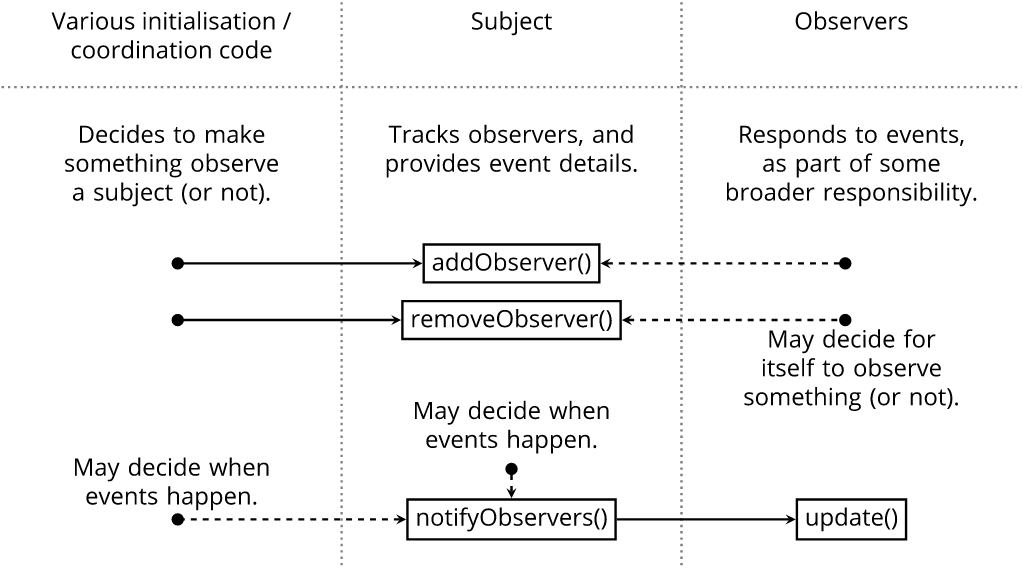 Various initialisation /
coordination code
Subject
Observers
Decides to make
something observe
a subject (or not).
Tracks observers, and
provides event details.
Responds to events,
as part of some
broader responsibility.
addObserver()
removeObserver()
May decide for
itself to observe
something (or not).
May decide when
events happen.
May decide when
events happen.
notifyObservers()
update()